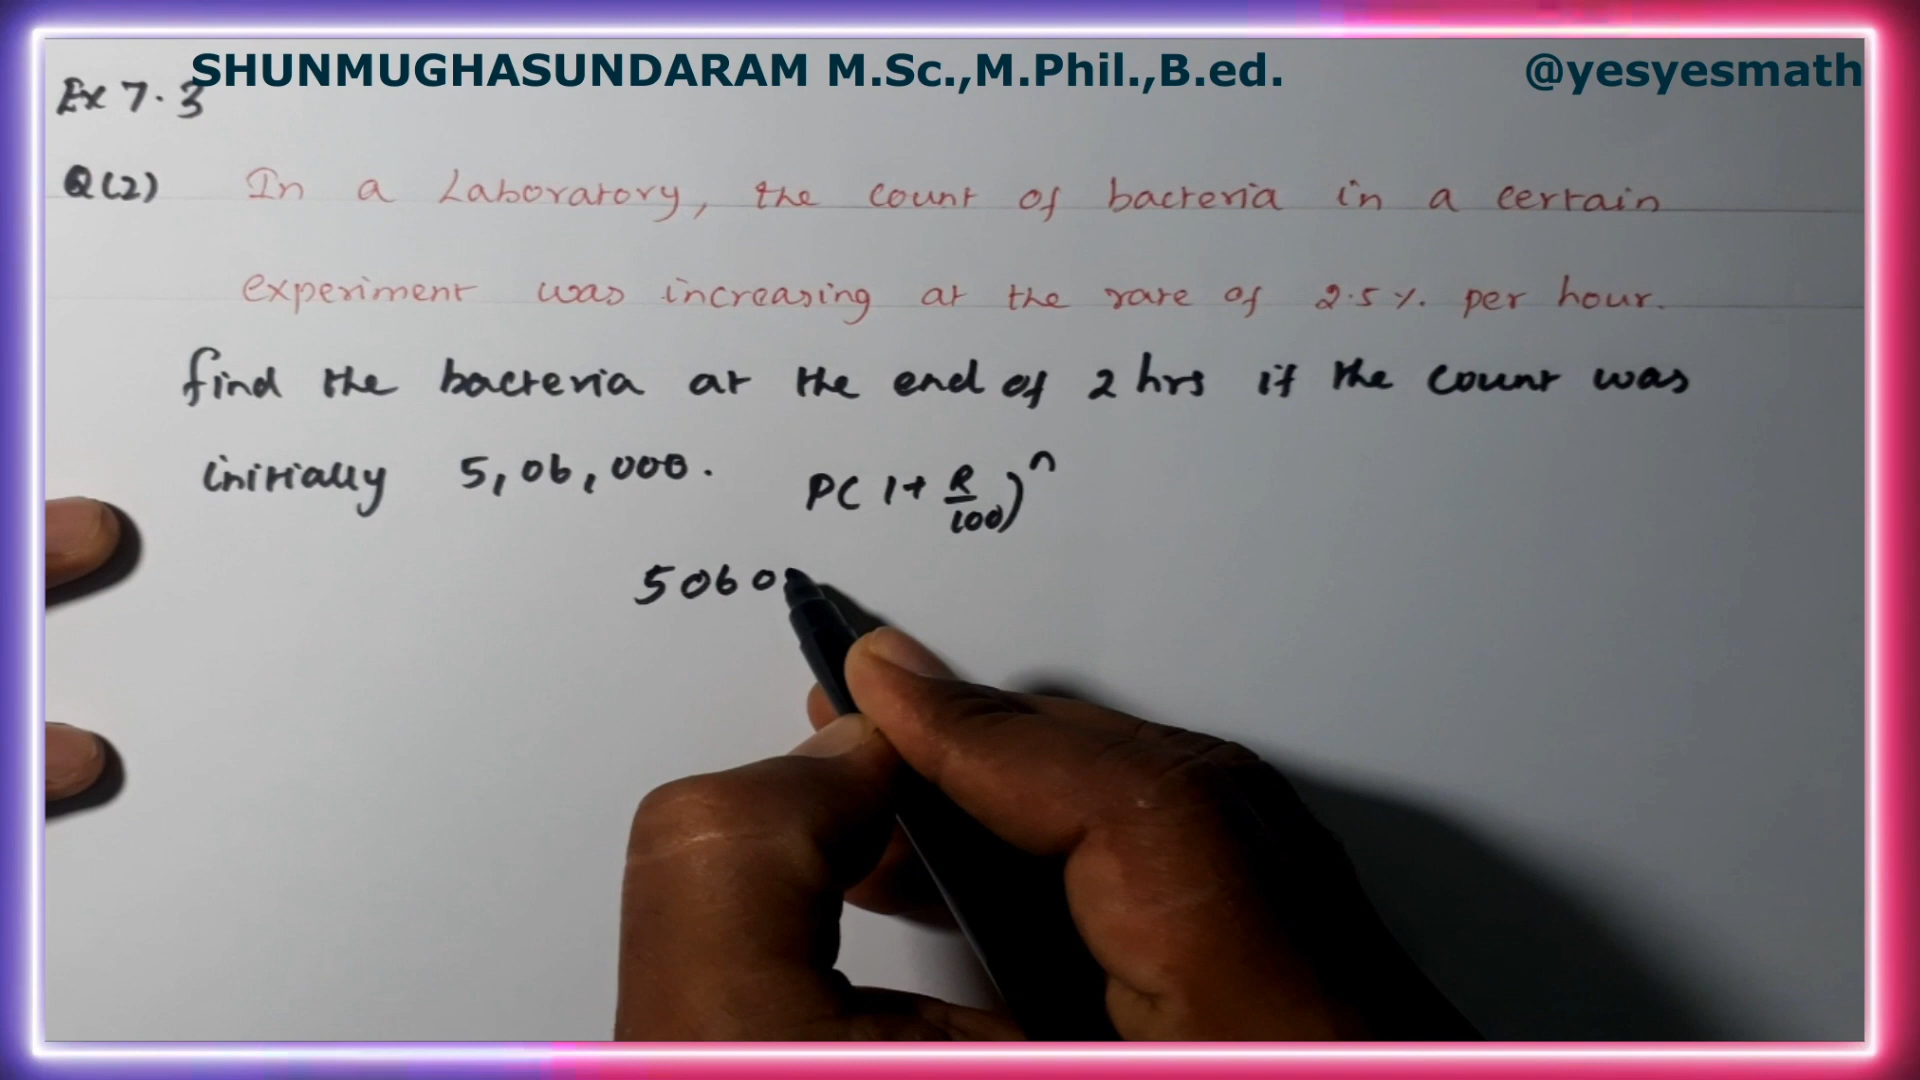 SHUNMUGHASUNDARAM M.Sc.,M.Phil.,B.ed. @yesyesmath
Ex 7.3
Q(2) In a Laboratory, the count of bacteria in a certain
experiment was increasing at the rate of 2.5%. per hour.
find the bacteria at the end of 2 hrs if the count was
initially 5,06,000. P(1+R/100)^n
5060